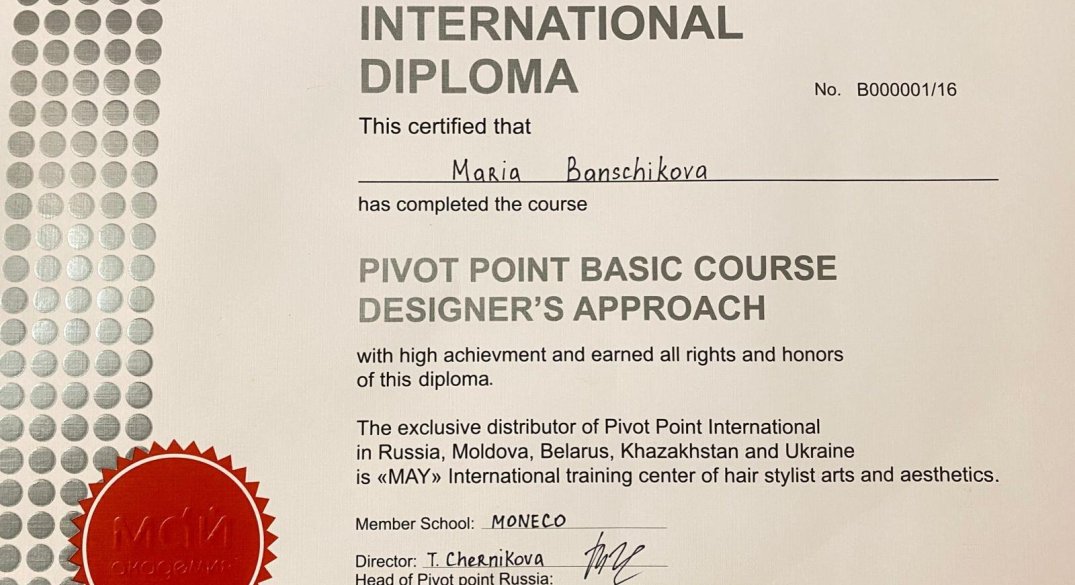 INTERNATIONAL
DIPLOMA
No. B000001/16
This certified that
Maria Banschikova
has completed the course
PIVOT POINT BASIC COURSE
DESIGNER'S APPROACH
with high achievment and earned all rights and honors
of this diploma.
The exclusive distributor of Pivot Point International
in Russia, Moldova, Belarus, Khazakhstan and Ukraine
is «MAY» International training center of hair stylist arts and aesthetics.
Member School: MONECO
Director: T. Chernikova
Head of Pivot point Russia:
МАЙ
академия